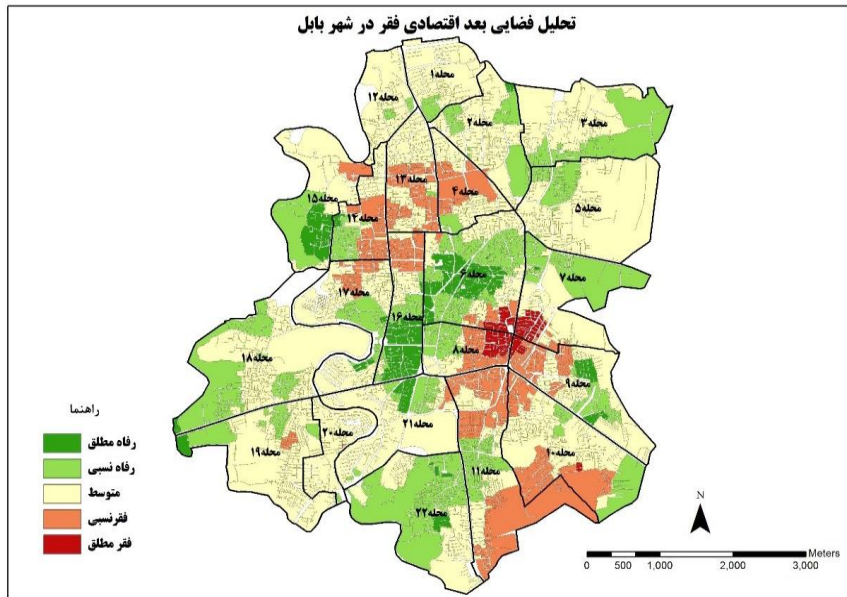 تحلیل فضایی بعد اقتصادی فقر در شهر بابل
محله۱
محله۱۲
محله۲
محله۳
محله۱۳
محله۴
محله۱۵
محله۱۴
محله۵
محله۶
محله۷
محله۱۷
محله۱۶
محله۸
محله۱۸
محله۹
محله۲۱
محله۲۰
محله۱۹
محله۱۰
محله۱۱
محله۲۲
راهنما
رفاه مطلق
رفاه نسبی
متوسط
فقرنسبی
فقر مطلق
N
Meters
0 500 1,000 2,000 3,000